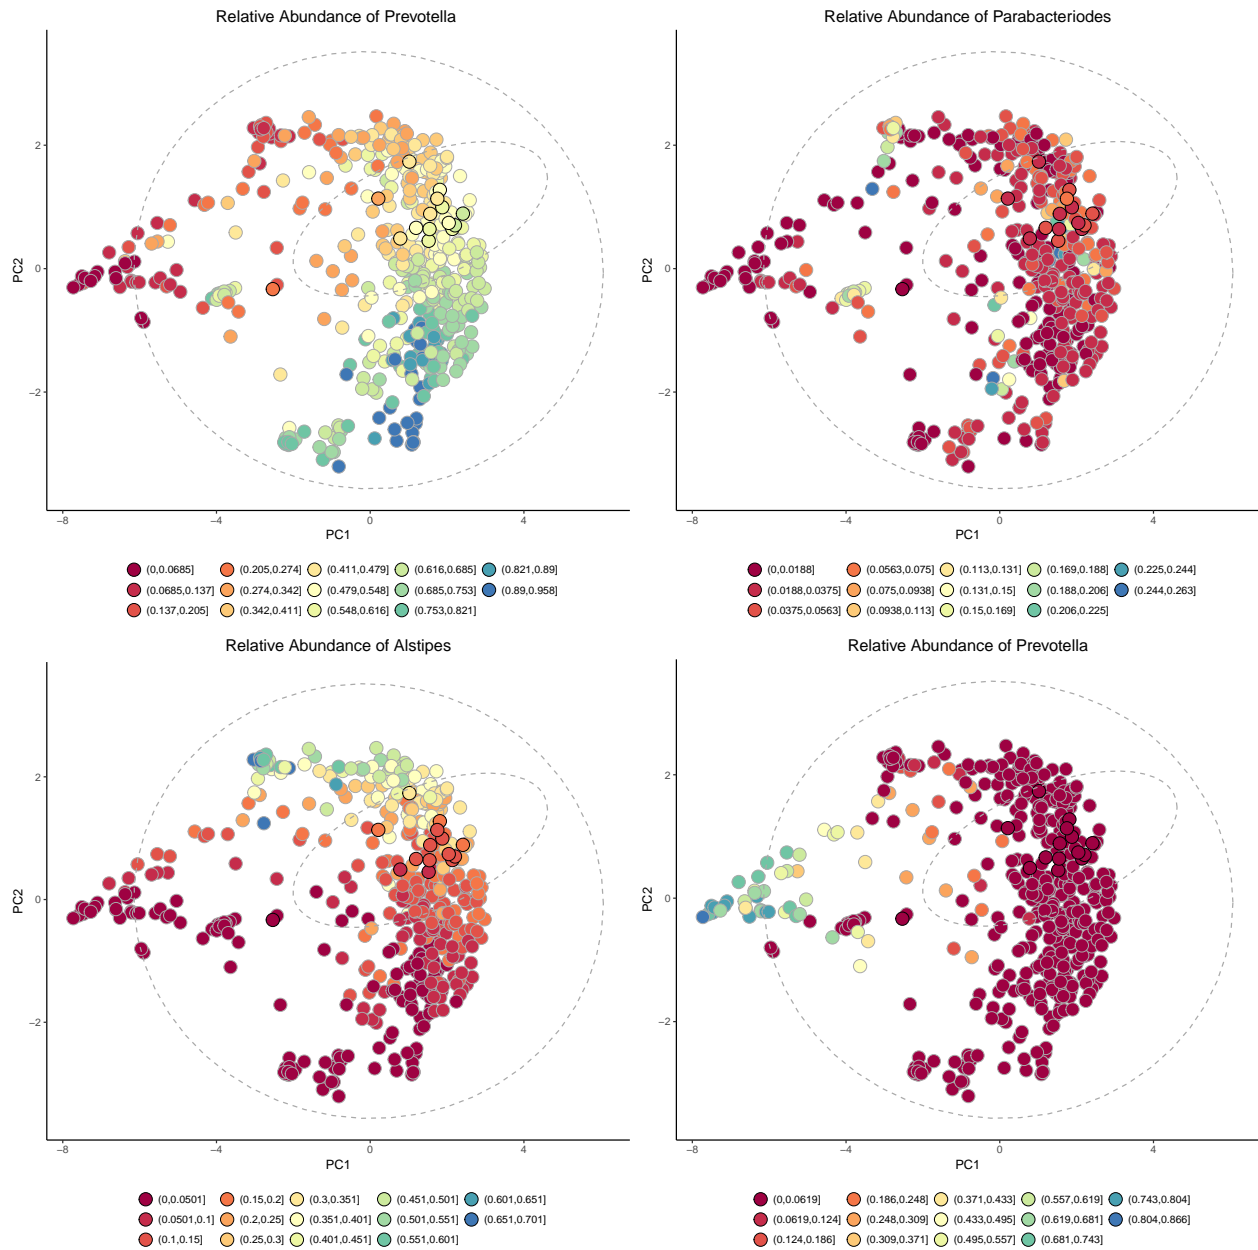 Relative Abundance of Prevotella
PC2
2
0
−2
−8
−4
0
4
PC1
(0,0.0685] (0.205,0.274] (0.411,0.479] (0.616,0.685] (0.821,0.89]
(0.0685,0.137] (0.274,0.342] (0.479,0.548] (0.685,0.753] (0.89,0.958]
(0.137,0.205] (0.342,0.411] (0.548,0.616] (0.753,0.821]
Relative Abundance of Parabacteriodes
PC2
2
0
−2
−8
−4
0
4
PC1
(0,0.0188] (0.0563,0.075] (0.113,0.131] (0.169,0.188] (0.225,0.244]
(0.0188,0.0375] (0.075,0.0938] (0.131,0.15] (0.188,0.206] (0.244,0.263]
(0.0375,0.0563] (0.0938,0.113] (0.15,0.169] (0.206,0.225]
Relative Abundance of Alstipes
PC2
2
0
−2
−8
−4
0
4
PC1
(0,0.0501] (0.15,0.2] (0.3,0.351] (0.451,0.501] (0.601,0.651]
(0.0501,0.1] (0.2,0.25] (0.351,0.401] (0.501,0.551] (0.651,0.701]
(0.1,0.15] (0.25,0.3] (0.401,0.451] (0.551,0.601]
Relative Abundance of Prevotella
PC2
2
0
−2
−8
−4
0
4
PC1
(0,0.0619] (0.186,0.248] (0.371,0.433] (0.557,0.619] (0.743,0.804]
(0.0619,0.124] (0.248,0.309] (0.433,0.495] (0.619,0.681] (0.804,0.866]
(0.124,0.186] (0.309,0.371] (0.495,0.557] (0.681,0.743]